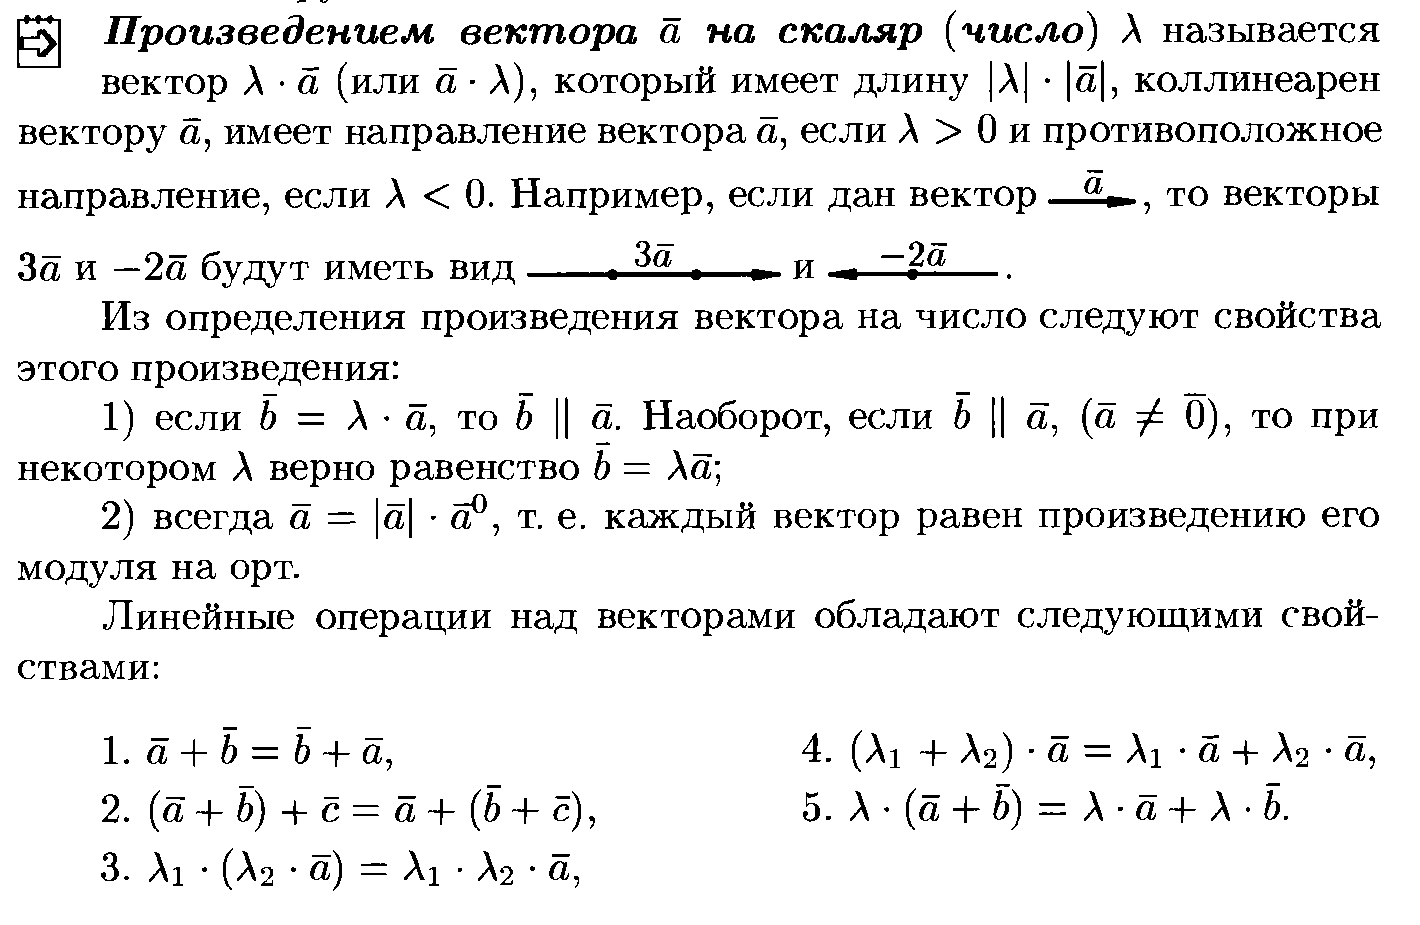 Произведением вектора ā на скаляр (число) λ называется
вектор λ · ā (или ā · λ), который имеет длину |λ| · |ā|, коллинеарен
вектору ā, имеет направление вектора ā, если λ > 0 и противоположное
направление, если λ < 0. Например, если дан вектор ā, то векторы
3ā и −2ā будут иметь вид 3ā и −2ā.
Из определения произведения вектора на число следуют свойства
этого произведения:
1) если b̄ = λ · ā, то b̄ || ā. Наоборот, если b̄ || ā, (ā ≠ 0̄), то при
некотором λ верно равенство b̄ = λā;
2) всегда ā = |ā| · ā⁰, т. е. каждый вектор равен произведению его
модуля на орт.
Линейные операции над векторами обладают следующими свой-
ствами:
1. ā + b̄ = b̄ + ā,
2. (ā + b̄) + c̄ = ā + (b̄ + c̄),
3. λ₁ · (λ₂ · ā) = λ₁ · λ₂ · ā,
4. (λ₁ + λ₂) · ā = λ₁ · ā + λ₂ · ā,
5. λ · (ā + b̄) = λ · ā + λ · b̄.